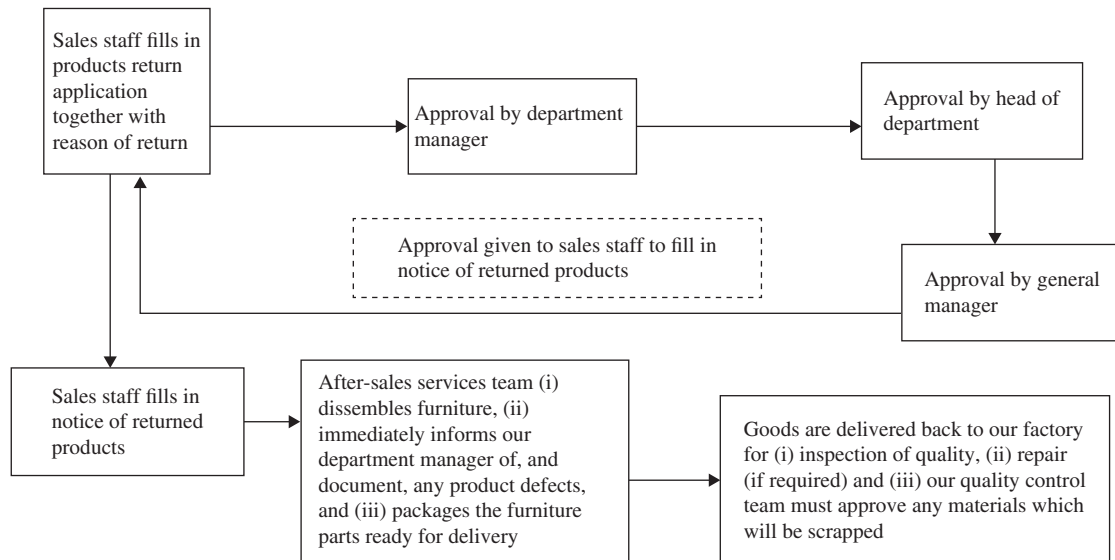 Sales staff fills in
products return
application
together with
reason of return
Approval by department
manager
Approval by head of
department
Approval given to sales staff to fill in
notice of returned products
Approval by general
manager
Sales staff fills in
notice of returned
products
After-sales services team (i)
dissembles furniture, (ii)
immediately informs our
department manager of, and
document, any product defects,
and (iii) packages the furniture
parts ready for delivery
Goods are delivered back to our factory
for (i) inspection of quality, (ii) repair
(if required) and (iii) our quality control
team must approve any materials which
will be scrapped